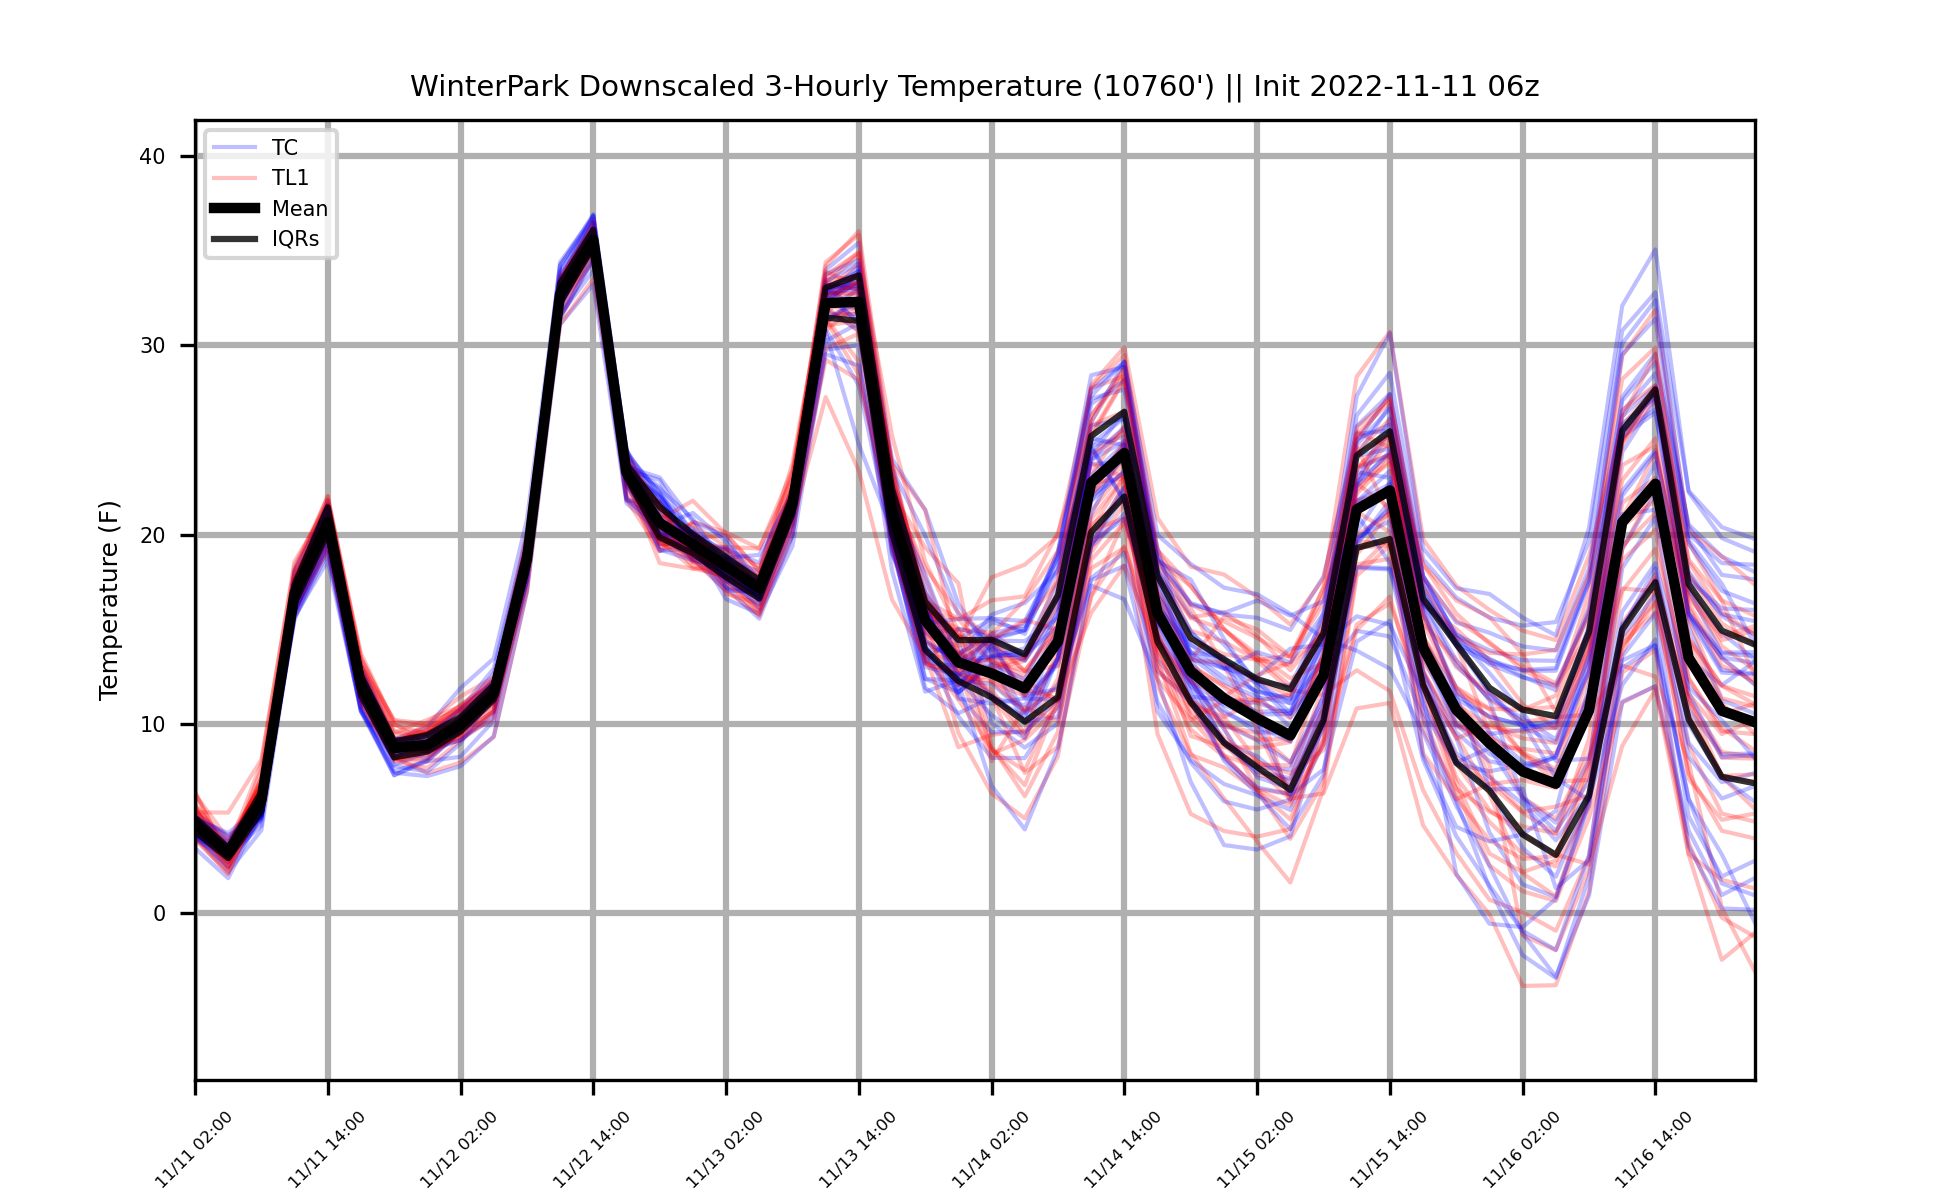 WinterPark Downscaled 3-Hourly Temperature (10760') || Init 2022-11-11 06z
TC
TL1
Mean
IQRs
Temperature (F)
40
30
20
10
0
11/11 02:00
11/11 14:00
11/12 02:00
11/12 14:00
11/13 02:00
11/13 14:00
11/14 02:00
11/14 14:00
11/15 02:00
11/15 14:00
11/16 02:00
11/16 14:00